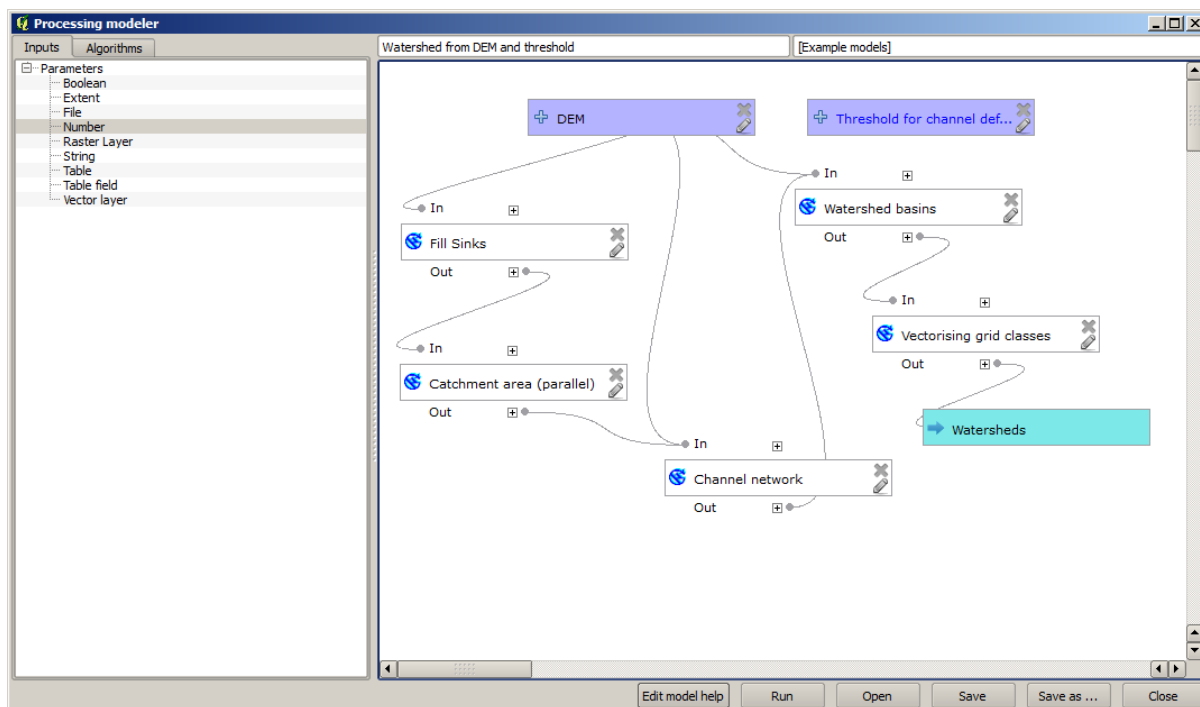 Processing modeler
Inputs
Algorithms
Parameters
Boolean
Extent
File
Number
Raster Layer
String
Table
Table field
Vector layer
Watershed from DEM and threshold
[Example models]
DEM
Threshold for channel def...
In
Watershed basins
Out
In
Fill Sinks
Out
In
Vectorising grid classes
Out
In
Catchment area (parallel)
Out
Watersheds
In
Channel network
Out
Edit model help
Run
Open
Save
Save as ...
Close